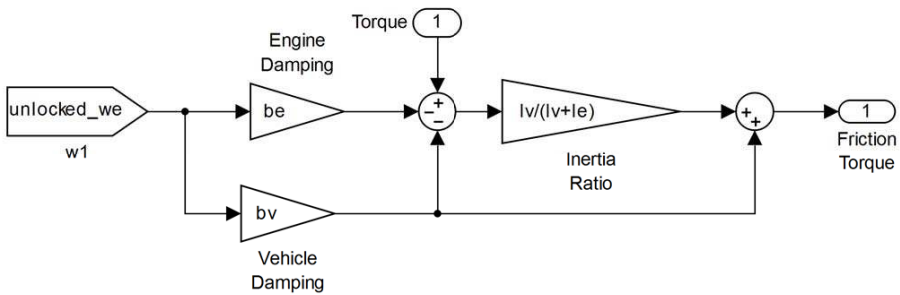 Torque
1
Engine
Damping
unlocked_we
w1
be
+
−
−
Iv/(Iv+Ie)
Inertia
Ratio
+
+
1
Friction
Torque
bv
Vehicle
Damping